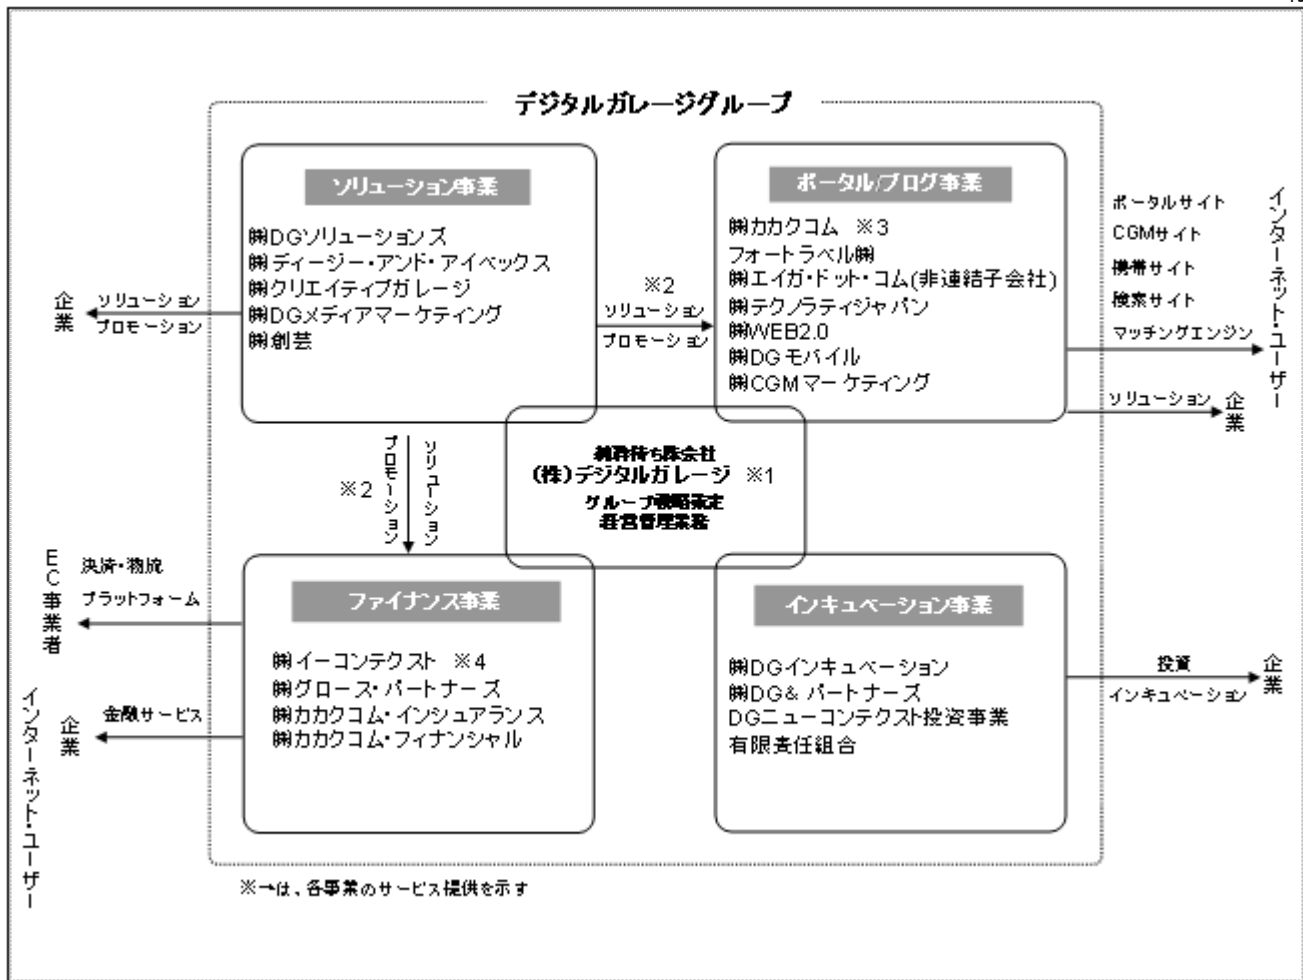 デジタルガレージグループ
ソリューション事業
㈱DGソリューションズ
㈱ディージー・アンド・アイベックス
㈱クリエイティブガレージ
㈱DGメディアマーケティング
㈱創芸
企業
ソリューション
プロモーション
※2
ソリューション
プロモーション
ポータル/ブログ事業
㈱カカクコム ※3
フォートラベル㈱
㈱エイガ・ドット・コム(非連結子会社)
㈱テクノラティジャパン
㈱WEB2.0
㈱DGモバイル
㈱CGMマーケティング
ポータルサイト
CGMサイト
携帯サイト
検索サイト
マッチングエンジン
インターネット・ユーザー
ソリューション
企業
※2
プロモーション
ソリューション
純粋持ち株会社
(株)デジタルガレージ ※1
グループ戦略策定
経営管理業務
ファイナンス事業
㈱イーコンテクスト ※4
㈱グロース・パートナーズ
㈱カカクコム・インシュアランス
㈱カカクコム・フィナンシャル
EC事業者
決済・物流
プラットフォーム
インターネット・ユーザー
企業
金融サービス
インキュベーション事業
㈱DGインキュベーション
㈱DG&パートナーズ
DGニューコンテクスト投資事業
有限責任組合
投資
インキュベーション
企業
※→は、各事業のサービス提供を示す